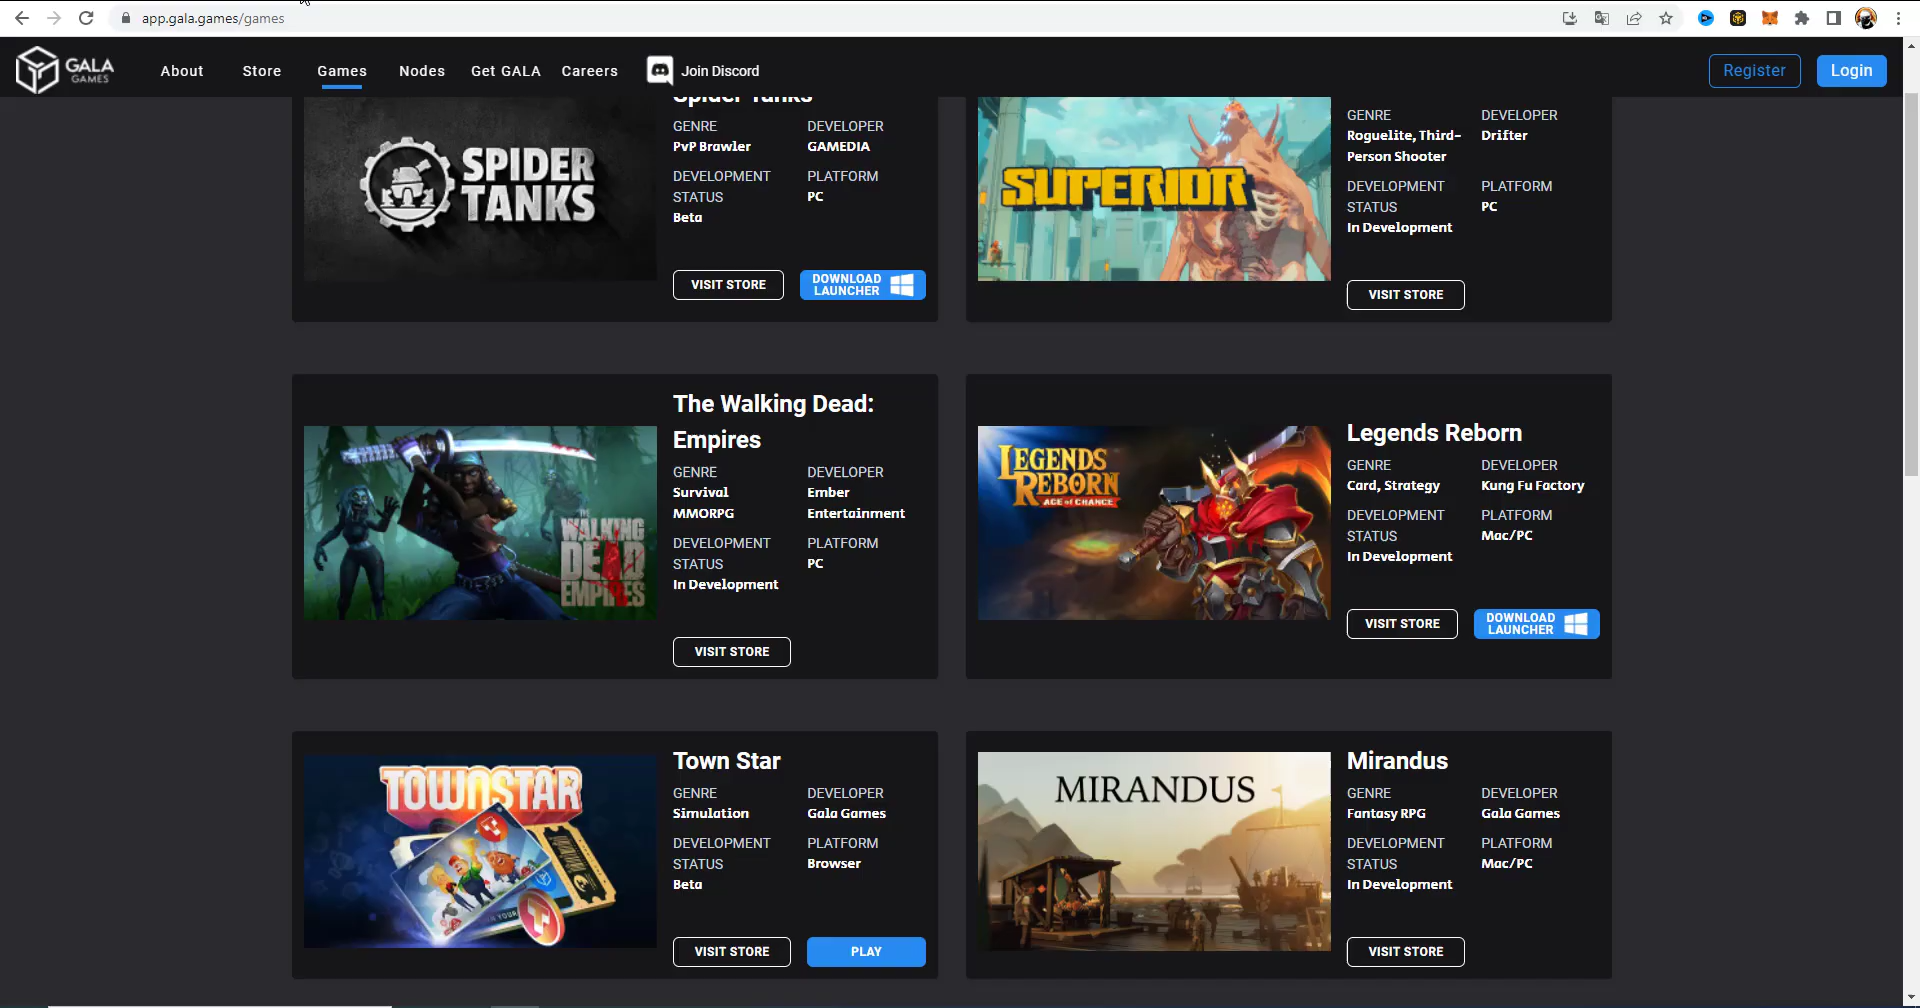 app.gala.games/games
GALA
GAMES
About
Store
Games
Nodes
Get GALA
Careers
Join Discord
Register
Login
SPIDER
TANKS
Spider Tanks
GENRE
PvP Brawler
DEVELOPER
GAMEDIA
DEVELOPMENT
STATUS
Beta
PLATFORM
PC
VISIT STORE
DOWNLOAD
LAUNCHER
SUPERIOR
GENRE
Roguelite, Third-
Person Shooter
DEVELOPER
Drifter
DEVELOPMENT
STATUS
In Development
PLATFORM
PC
VISIT STORE
THE
WALKING
DEAD
EMPIRES
The Walking Dead:
Empires
GENRE
Survival
MMORPG
DEVELOPER
Ember
Entertainment
DEVELOPMENT
STATUS
In Development
PLATFORM
PC
VISIT STORE
LEGENDS
REBORN
AGE OF CHANCE
Legends Reborn
GENRE
Card, Strategy
DEVELOPER
Kung Fu Factory
DEVELOPMENT
STATUS
In Development
PLATFORM
Mac/PC
VISIT STORE
DOWNLOAD
LAUNCHER
TOWNSTAR
Town Star
GENRE
Simulation
DEVELOPER
Gala Games
DEVELOPMENT
STATUS
Beta
PLATFORM
Browser
VISIT STORE
PLAY
MIRANDUS
Mirandus
GENRE
Fantasy RPG
DEVELOPER
Gala Games
DEVELOPMENT
STATUS
In Development
PLATFORM
Mac/PC
VISIT STORE